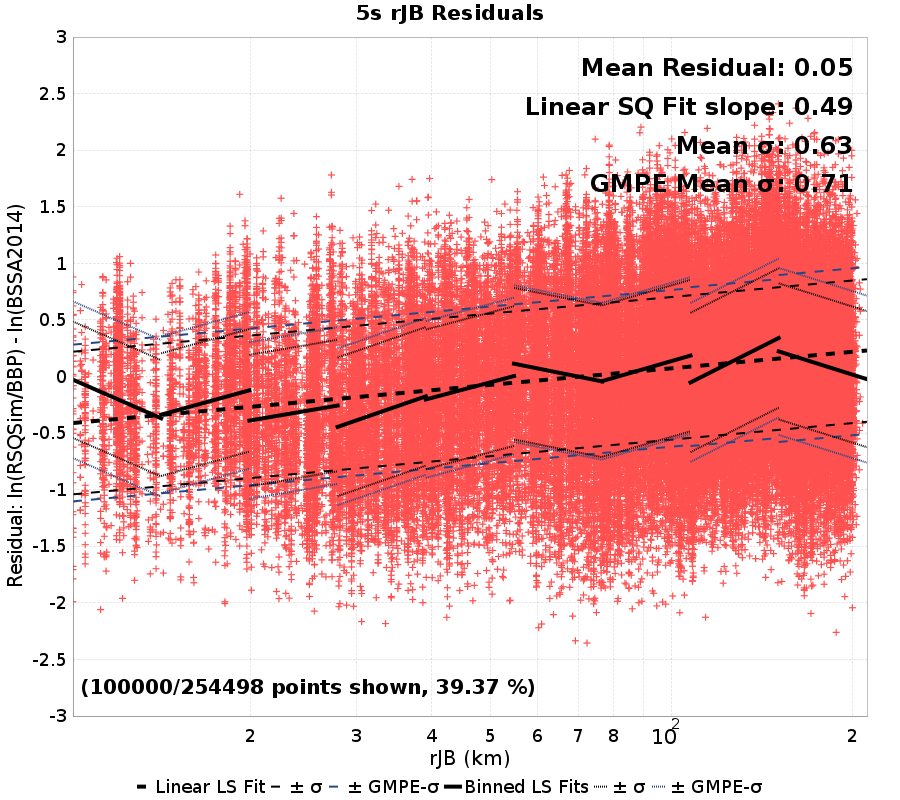 5s rJB Residuals
Mean Residual: 0.05
Linear SQ Fit slope: 0.49
Mean σ: 0.63
GMPE Mean σ: 0.71
Residual: ln(RSQSim/BBP) - ln(BSSA2014)
3
2.5
2
1.5
1
0.5
0
-0.5
-1
-1.5
-2
-2.5
-3
(100000/254498 points shown, 39.37 %)
2 3 4 5 6 7 8 10² 2
rJB (km)
Linear LS Fit ± σ ± GMPE-σ Binned LS Fits ± σ ± GMPE-σ